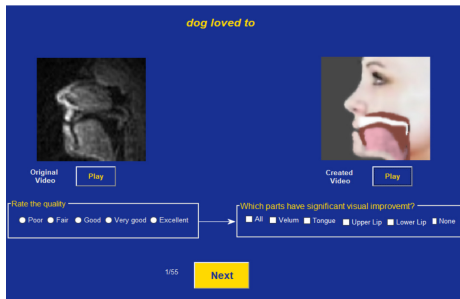 dog loved to
Original Video
Play
Created Video
Play
Rate the quality
Poor Fair Good Very good Excellent
Which parts have significant visual improvemt?
All Velum Tongue Upper Lip Lower Lip None
1/55
Next